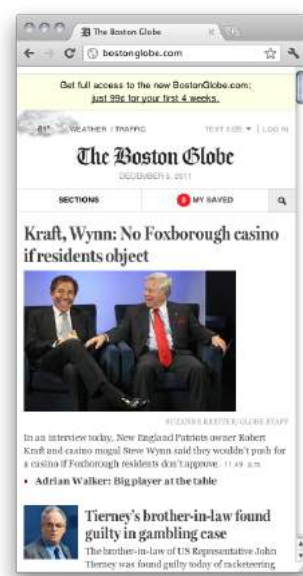 The Boston Globe
bostonglobe.com
Get full access to the new BostonGlobe.com;
just 99¢ for your first 4 weeks.
81° WEATHER | TRAFFIC TEXT SIZE LOG IN
The Boston Globe
DECEMBER 5, 2011
SECTIONS MY SAVED
Kraft, Wynn: No Foxborough casino
if residents object
SUZANNE KREITER/GLOBE STAFF
In an interview today, New England Patriots owner Robert
Kraft and casino mogul Steve Wynn said they wouldn't push for
a casino if Foxborough residents don't approve. 11:49 a.m.
Adrian Walker: Big player at the table
Tierney's brother-in-law found
guilty in gambling case
The brother-in-law of US Representative John
Tierney was found guilty today of racketeering